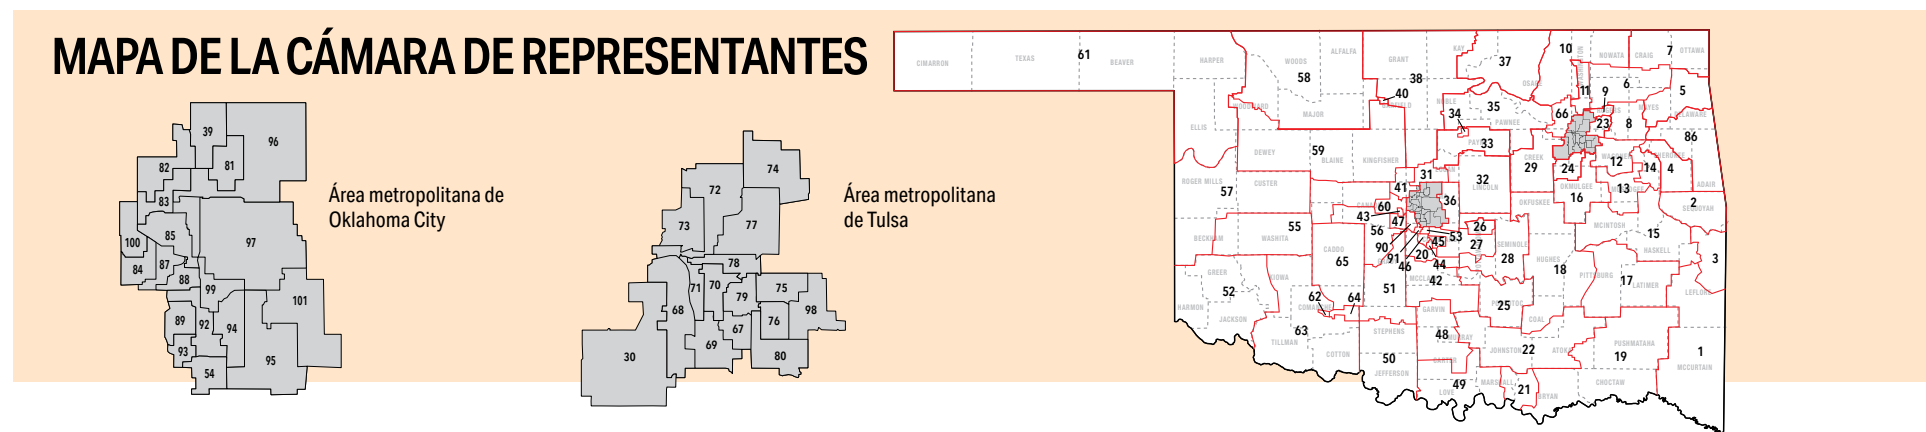 MAPA DE LA CÁMARA DE REPRESENTANTES
39
96
81
82
83
85
97
100
84
87
88
99
101
89
92
94
93
95
54
Área metropolitana de
Oklahoma City
74
72
77
73
78
71
70
75
79
98
68
76
67
69
30
80
Área metropolitana
de Tulsa
CIMARRON
TEXAS
61
BEAVER
HARPER
WOODS
58
ALFALFA
GRANT
38
KAY
37
OSAGE
10
NOWATA
CRAIG
7
OTTAWA
WOODWARD
MAJOR
40
GARFIELD
NOBLE
34
35
PAWNEE
11
9
6
5
MAYES
DELAWARE
66
23
8
86
ELLIS
DEWEY
59
BLAINE
KINGFISHER
33
CREEK
29
24
12
14
4
CHEROKEE
ADAIR
ROGER MILLS
57
CUSTER
41
31
32
LINCOLN
36
OKMULGEE
16
13
OKFUSKEE
2
SEQUOYAH
60
43
47
56
90
91
46
20
45
53
44
26
27
SEMINOLE
28
HUGHES
MCINTOSH
15
HASKELL
BECKHAM
WASHITA
55
CADDO
65
42
18
PITTSBURG
17
LATIMER
3
LEFLORE
GREER
52
KIOWA
HARMON
JACKSON
62
64
COMANCHE
51
GARVIN
25
COAL
63
TILLMAN
COTTON
STEPHENS
50
JEFFERSON
48
MURRAY
CARTER
JOHNSTON
22
ATOKA
PUSHMATAHA
19
1
MCCURTAIN
49
LOVE
MARSHALL
21
BRYAN
CHOCTAW